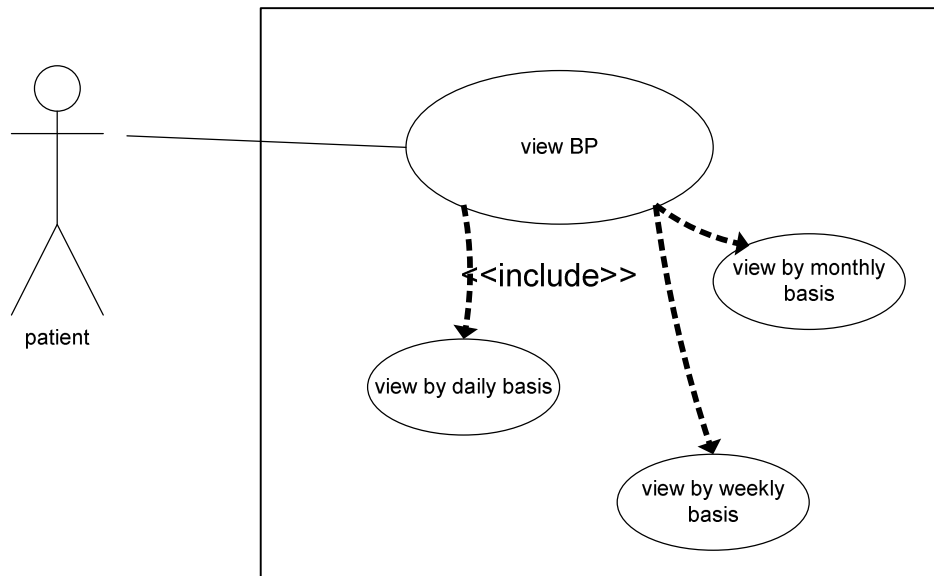 view BP
<<include>>
view by monthly
basis
patient
view by daily basis
view by weekly
basis